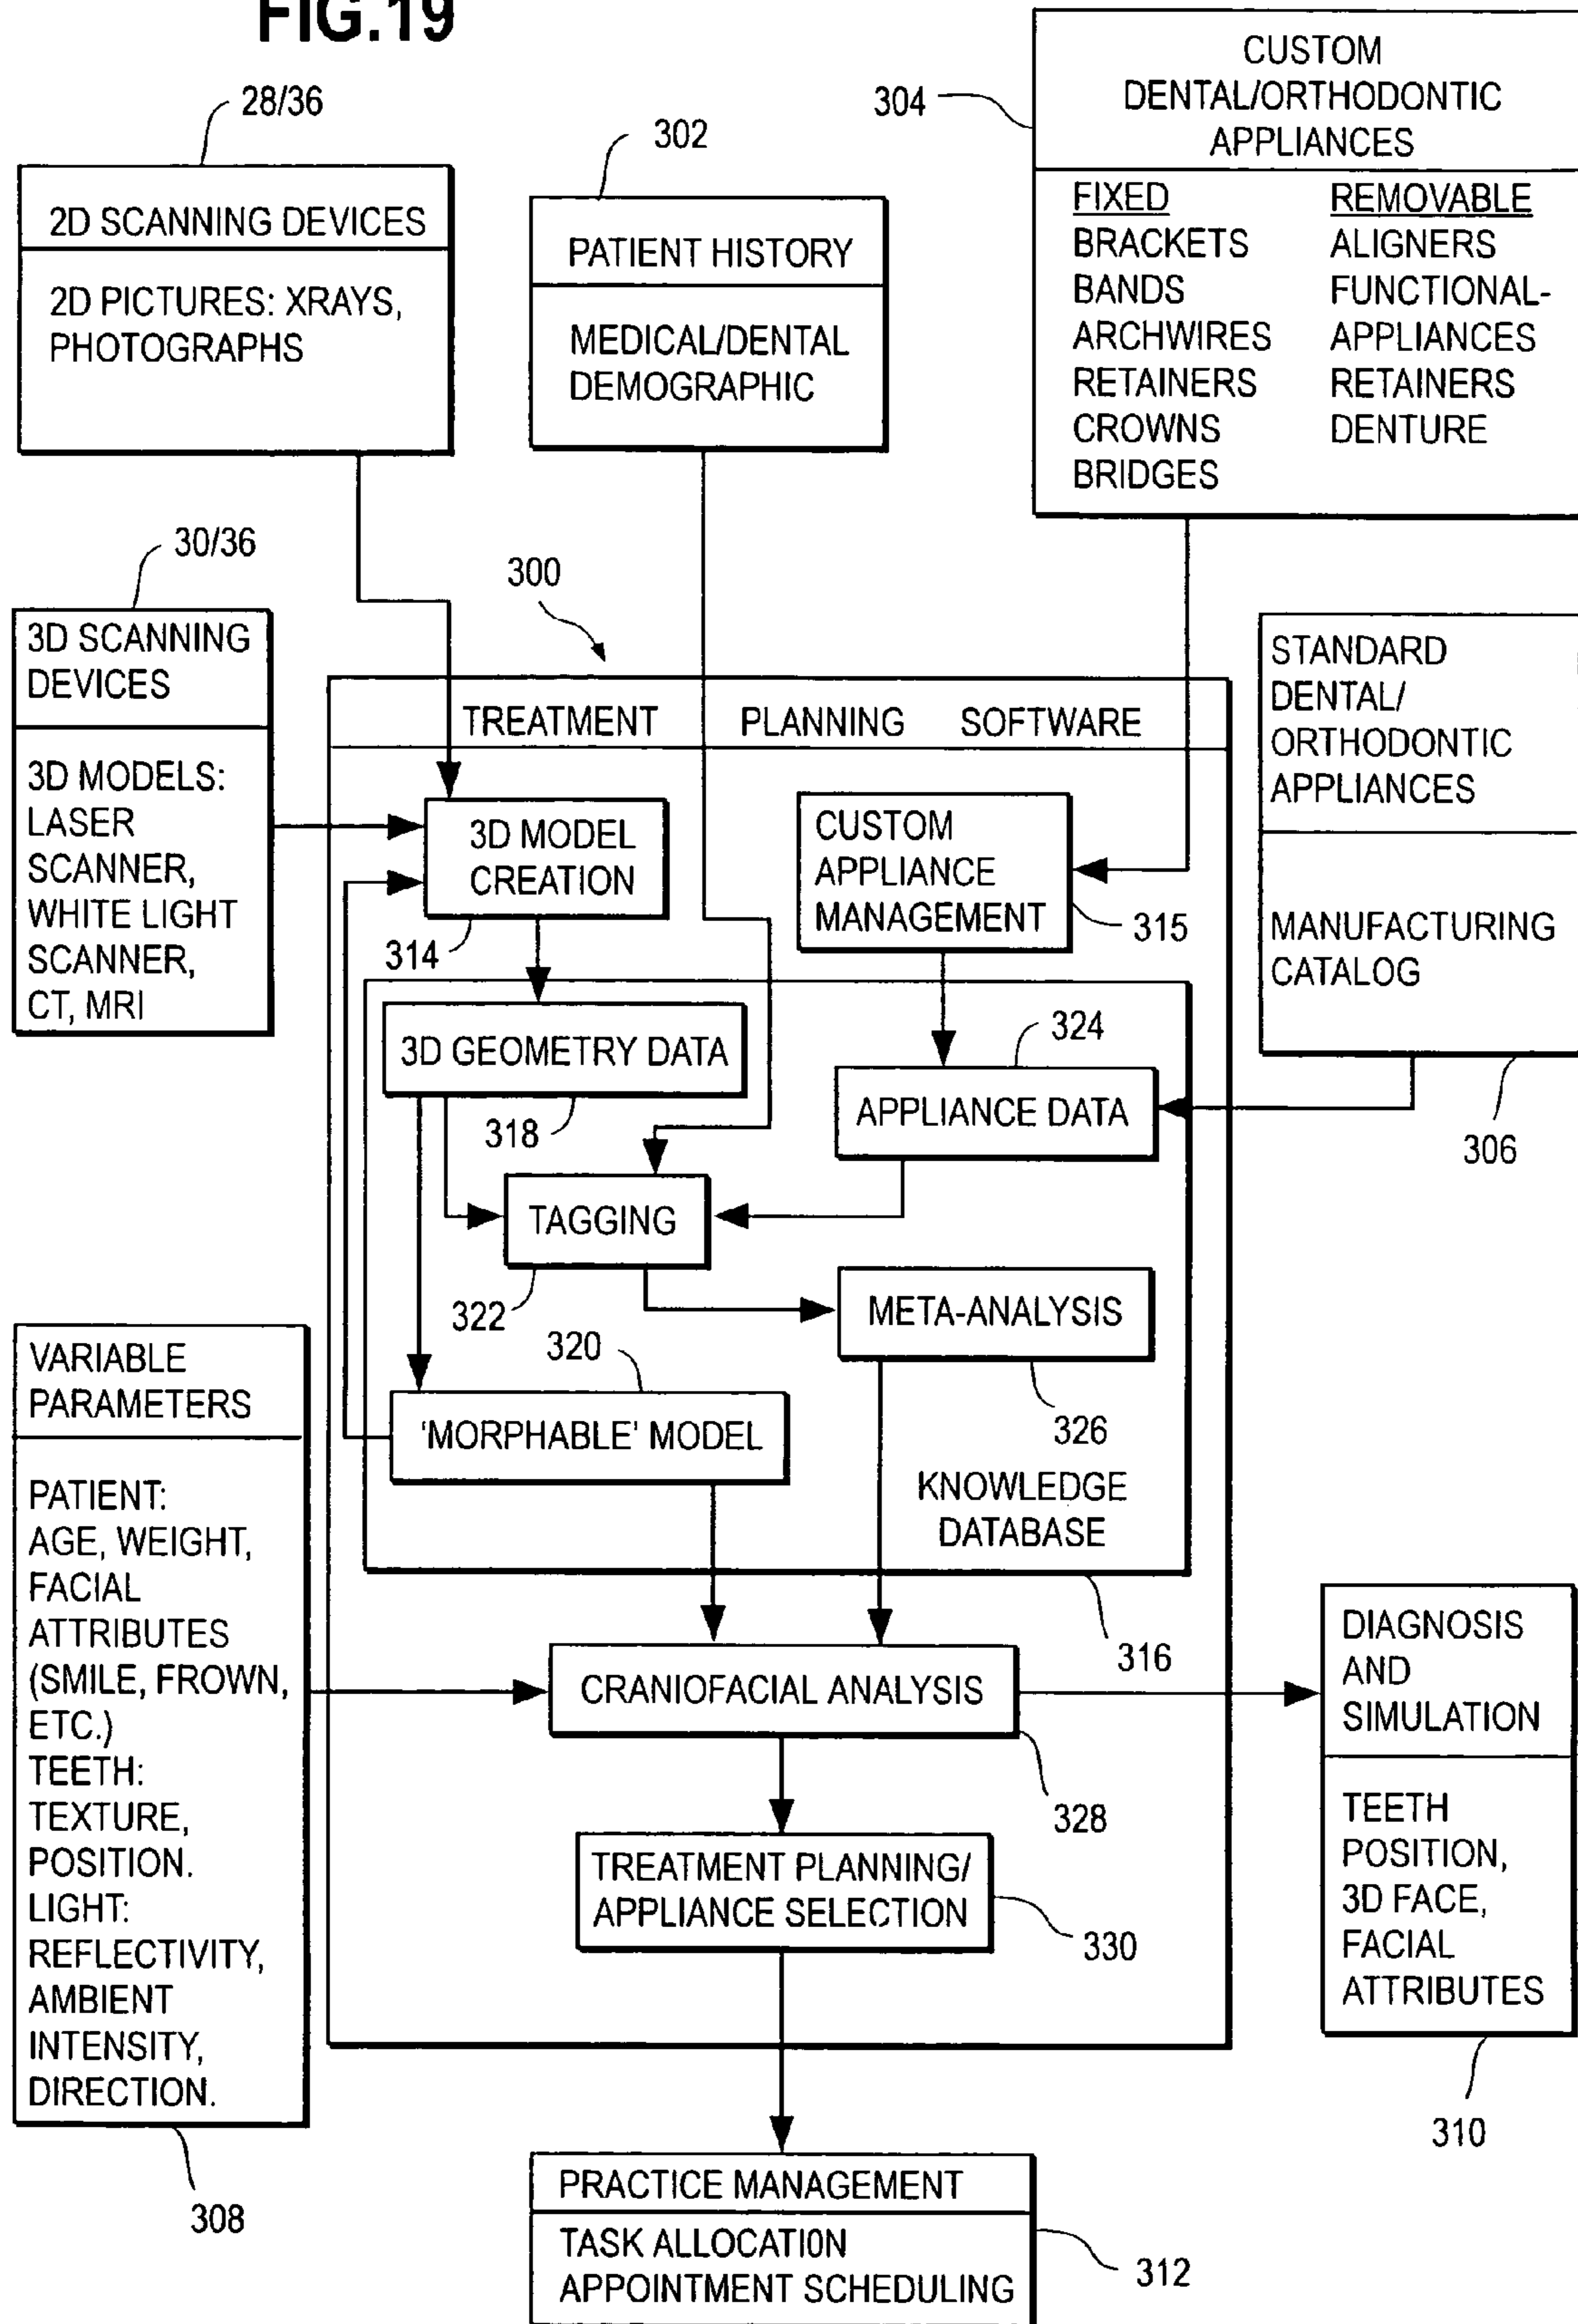 FIG.19
28/36
2D SCANNING DEVICES
2D PICTURES: XRAYS,
PHOTOGRAPHS
302
PATIENT HISTORY
MEDICAL/DENTAL
DEMOGRAPHIC
304
CUSTOM
DENTAL/ORTHODONTIC
APPLIANCES
FIXED
BRACKETS
BANDS
ARCHWIRES
RETAINERS
CROWNS
BRIDGES
REMOVABLE
ALIGNERS
FUNCTIONAL-
APPLIANCES
RETAINERS
DENTURE
30/36
3D SCANNING
DEVICES
3D MODELS:
LASER
SCANNER,
WHITE LIGHT
SCANNER,
CT, MRI
300
TREATMENT PLANNING SOFTWARE
3D MODEL
CREATION
314
CUSTOM
APPLIANCE
MANAGEMENT
315
STANDARD
DENTAL/
ORTHODONTIC
APPLIANCES
MANUFACTURING
CATALOG
306
3D GEOMETRY DATA
318
324
APPLIANCE DATA
TAGGING
322
META-ANALYSIS
326
320
'MORPHABLE' MODEL
KNOWLEDGE
DATABASE
316
VARIABLE
PARAMETERS
PATIENT:
AGE, WEIGHT,
FACIAL
ATTRIBUTES
(SMILE, FROWN,
ETC.)
TEETH:
TEXTURE,
POSITION.
LIGHT:
REFLECTIVITY,
AMBIENT
INTENSITY,
DIRECTION.
308
CRANIOFACIAL ANALYSIS
328
TREATMENT PLANNING/
APPLIANCE SELECTION
330
DIAGNOSIS
AND
SIMULATION
TEETH
POSITION,
3D FACE,
FACIAL
ATTRIBUTES
310
PRACTICE MANAGEMENT
TASK ALLOCATION
APPOINTMENT SCHEDULING
312